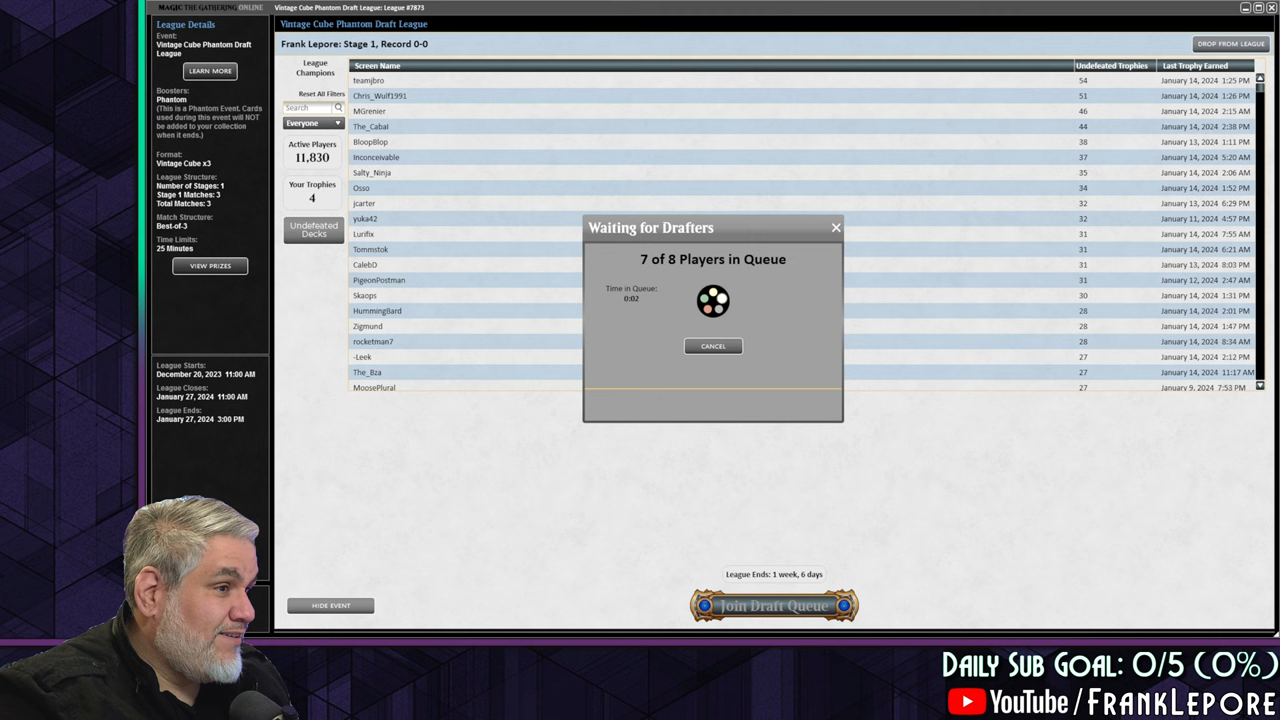 MAGIC THE GATHERING ONLINE
Vintage Cube Phantom Draft League: League #7873
League Details
Event:
Vintage Cube Phantom Draft
League
LEARN MORE
Boosters:
Phantom
(This is a Phantom Event. Cards
used during this event will NOT
be added to your collection
when it ends.)
Format:
Vintage Cube x3
League Structure:
Number of Stages: 1
Stage 1 Matches: 3
Total Matches: 3
Match Structure:
Best-of-3
Time Limits:
25 Minutes
VIEW PRIZES
League Starts:
December 20, 2023 11:00 AM
League Closes:
January 27, 2024 11:00 AM
League Ends:
January 27, 2024 3:00 PM
Vintage Cube Phantom Draft League
Frank Lepore: Stage 1, Record 0-0
DROP FROM LEAGUE
League
Champions
Reset All Filters
Search
Everyone
Active Players
11,830
Your Trophies
4
Undefeated
Decks
Screen Name Undefeated Trophies Last Trophy Earned
teamjbro 54 January 14, 2024 1:25 PM
Chris_Wulf1991 51 January 14, 2024 1:26 PM
MGrenier 46 January 14, 2024 2:15 AM
The_Cabal 44 January 14, 2024 2:38 PM
BloopBlop 38 January 13, 2024 1:11 PM
Inconceivable 37 January 14, 2024 5:20 AM
Salty_Ninja 35 January 14, 2024 2:06 AM
Osso 34 January 14, 2024 1:52 PM
jcarter 32 January 13, 2024 6:29 PM
yuka42 32 January 11, 2024 4:57 PM
Lurifix 31 January 14, 2024 7:55 AM
Tommstok 31 January 14, 2024 6:21 AM
CalebD 31 January 13, 2024 8:03 PM
PigeonPostman 31 January 12, 2024 2:47 AM
Skaops 30 January 14, 2024 1:31 PM
HummingBard 28 January 14, 2024 2:01 PM
Zigmund 28 January 14, 2024 1:47 PM
rocketman7 28 January 14, 2024 8:34 AM
-Leek 27 January 14, 2024 2:12 PM
The_Bza 27 January 14, 2024 11:17 AM
MoosePlural 27 January 9, 2024 7:53 PM
Waiting for Drafters
7 of 8 Players in Queue
Time in Queue:
0:02
CANCEL
League Ends: 1 week, 6 days
HIDE EVENT
Join Draft Queue
DAILY SUB GOAL: 0/5 (0%)
YOUTUBE/FRANKLEPORE